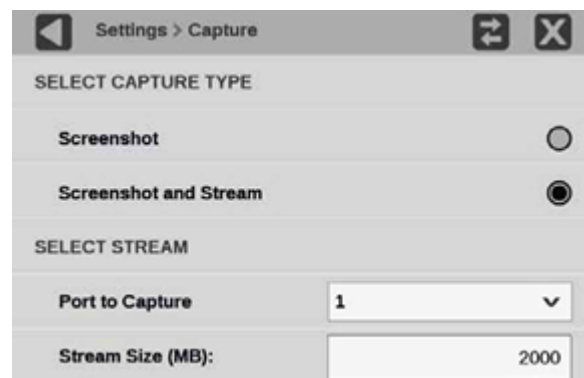 Settings > Capture
SELECT CAPTURE TYPE
Screenshot
Screenshot and Stream
SELECT STREAM
Port to Capture 1
Stream Size (MB): 2000